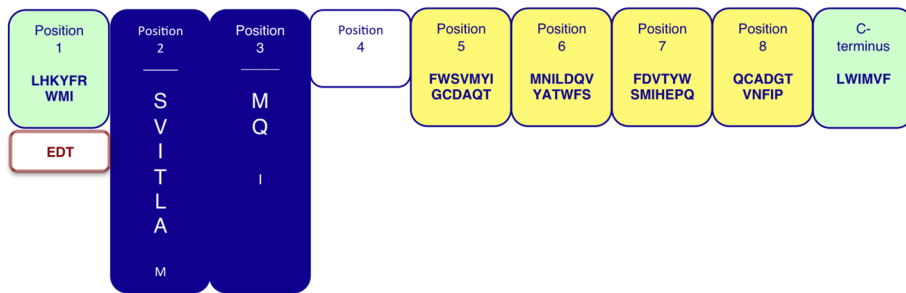 Position
1
LHKYFR
WMI
EDT
Position
2
S
V
I
T
L
A
M
Position
3
M
Q
I
Position
4
Position
5
FWSVMYI
GCDAQT
Position
6
MNILDQV
YATWFS
Position
7
FDVTYW
SMIHEPQ
Position
8
QCADGT
VNFIP
C-
terminus
LWIMVF